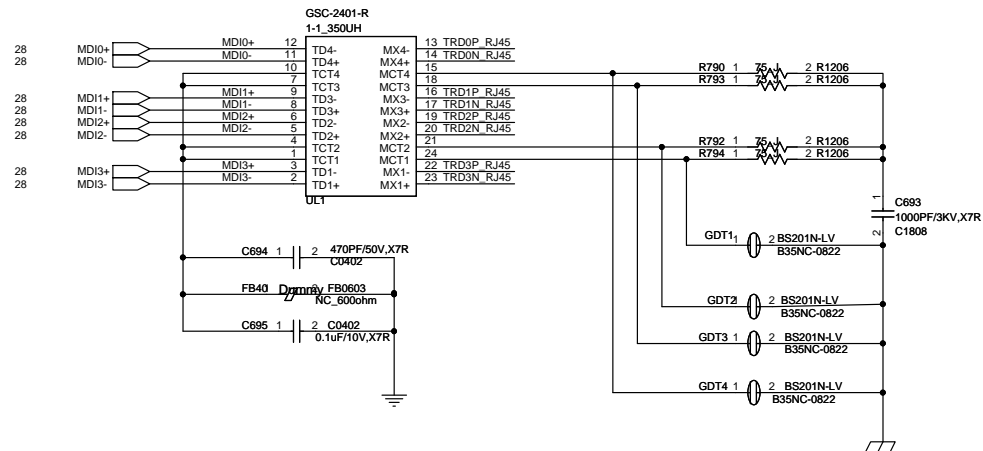 GSC-2401-R
1-1_350UH
28 MDI0+ MDI0+ 12 TD4- MX4- 13 TRD0P_RJ45
28 MDI0- MDI0- 11 TD4+ MX4+ 14 TRD0N_RJ45
10 TCT4 MCT4 15
7 TCT3 MCT3 18
28 MDI1+ MDI1+ 9 TD3- MX3- 16 TRD1P_RJ45
28 MDI1- MDI1- 8 TD3+ MX3+ 17 TRD1N_RJ45
28 MDI2+ MDI2+ 6 TD2- MX2- 19 TRD2P_RJ45
28 MDI2- MDI2- 5 TD2+ MX2+ 20 TRD2N_RJ45
4 TCT2 MCT2 21
1 TCT1 MCT1 24
28 MDI3+ MDI3+ 3 TD1- MX1- 22 TRD3P_RJ45
28 MDI3- MDI3- 2 TD1+ MX1+ 23 TRD3N_RJ45
UL1
R790 1 75 J 2 R1206
R793 1 75 J 2 R1206
R792 1 75 J 2 R1206
R794 1 75 J 2 R1206
1 C693
1000PF/3KV,X7R
2 C1808
GDT1 1 2 BS201N-LV
B35NC-0822
GDT2 1 2 BS201N-LV
B35NC-0822
GDT3 1 2 BS201N-LV
B35NC-0822
GDT4 1 2 BS201N-LV
B35NC-0822
C694 1 2 470PF/50V,X7R
C0402
FB40 1 Dummy 2 FB0603
NC_600ohm
C695 1 2 C0402
0.1uF/10V,X7R